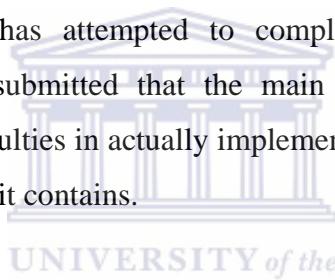 has attempted to compl
submitted that the main
ulties in actually implemen
it contains.
UNIVERSITY of the